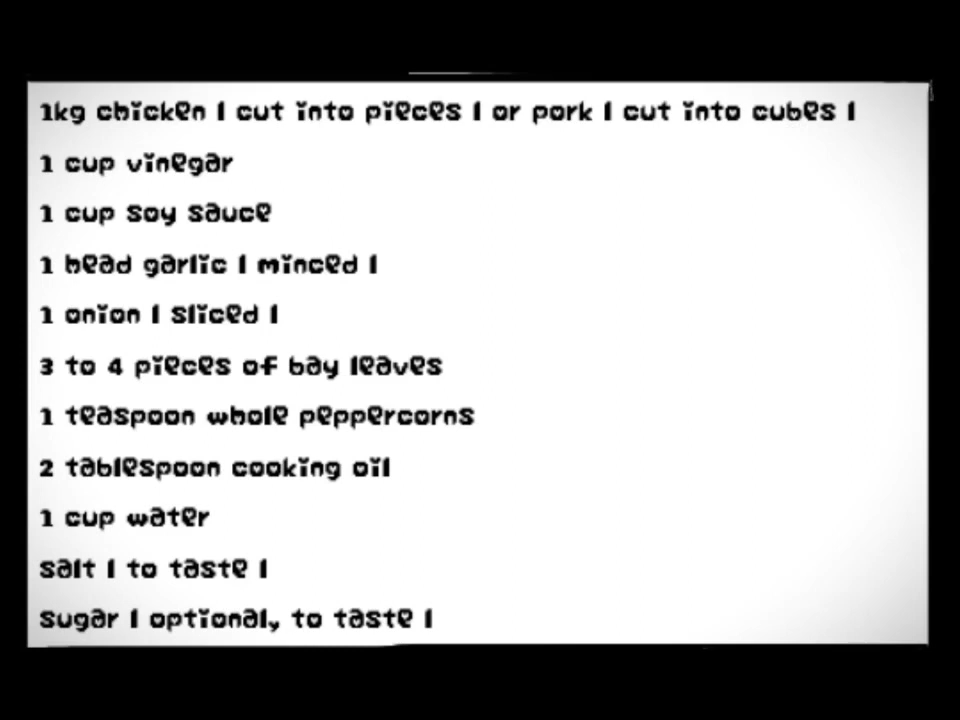 1kg chicken | cut into pieces | or pork | cut into cubes |
1 cup vinegar
1 cup soy sauce
1 head garlic | minced |
1 onion | sliced |
3 to 4 pieces of bay leaves
1 teaspoon whole peppercorns
2 tablespoon cooking oil
1 cup water
salt | to taste |
sugar | optional, to taste |